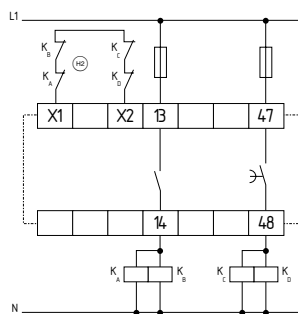 L1
K B K C
H2
K A K D
X1 X2 13 47
14 48
K A K B K C K D
N